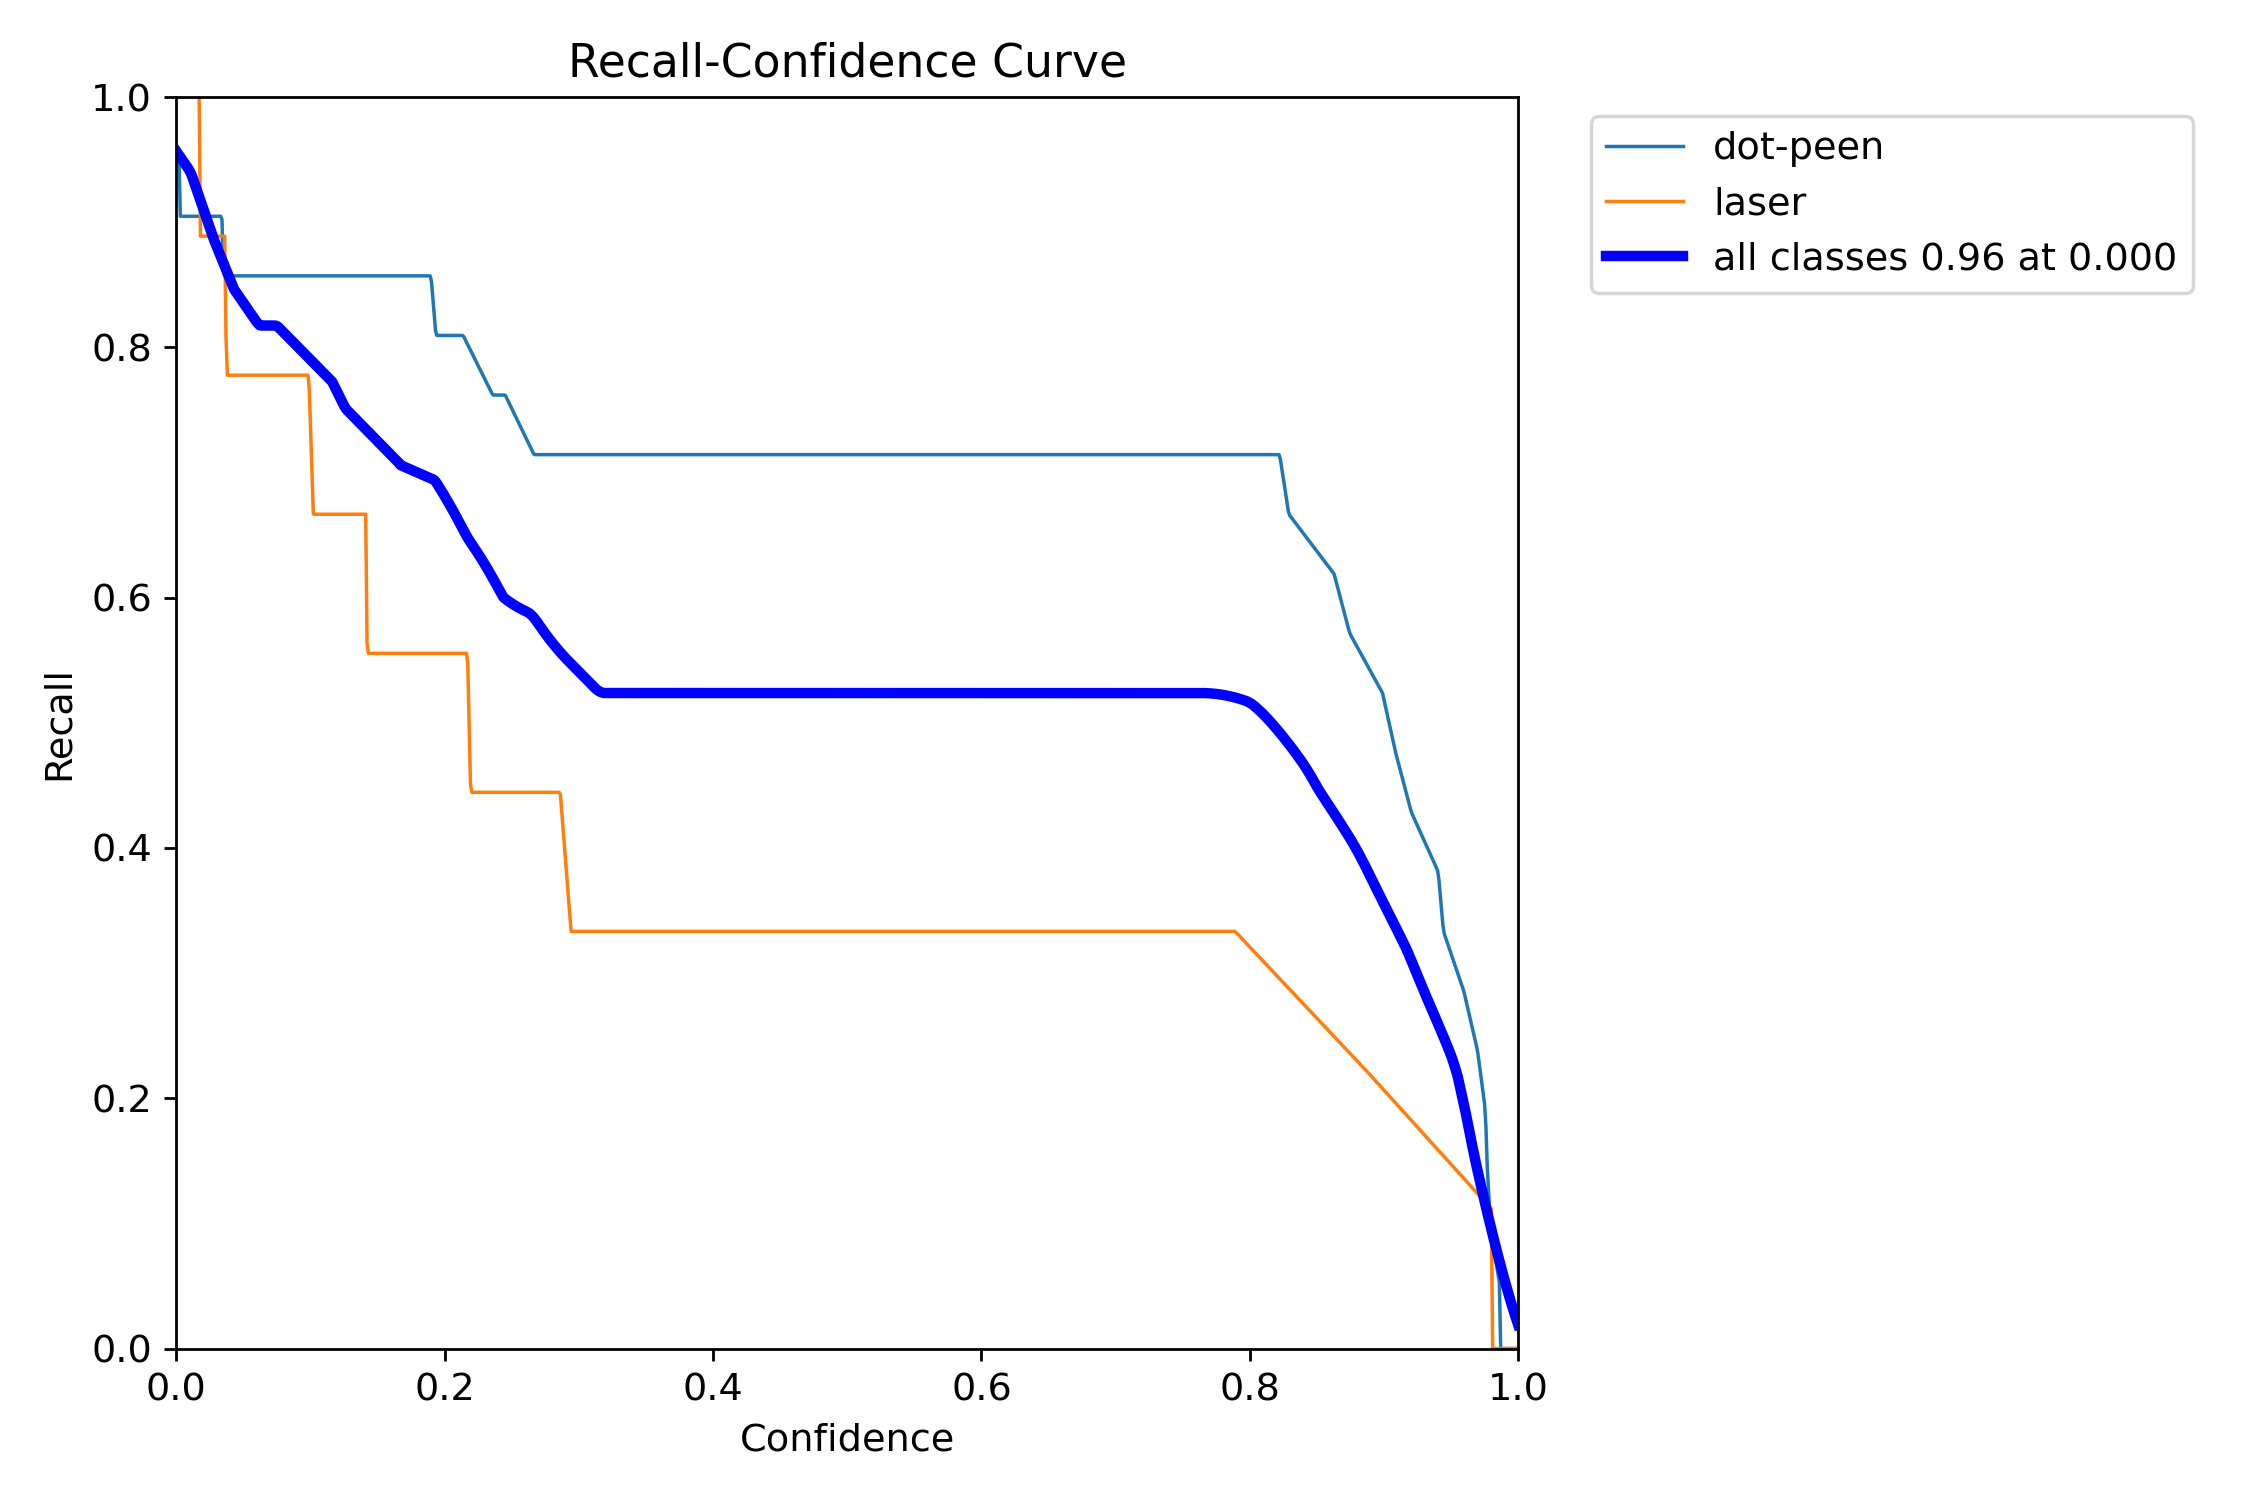 Recall-Confidence Curve
1.0
0.8
0.6
0.4
0.2
0.0
Recall
0.0 0.2 0.4 0.6 0.8 1.0
Confidence
dot-peen
laser
all classes 0.96 at 0.000